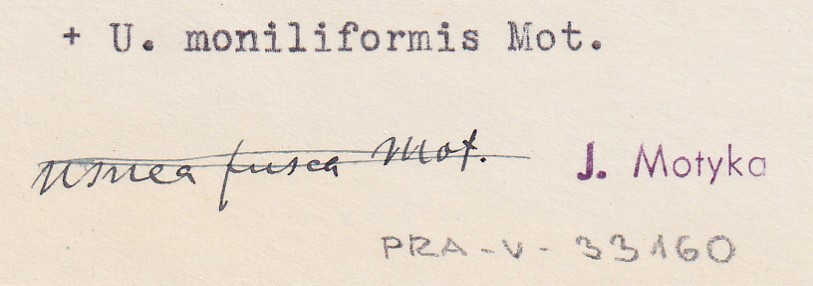 + U. moniliformis Mot.
Usnea fusca Mot. J. Motyka
PRA-V-33160